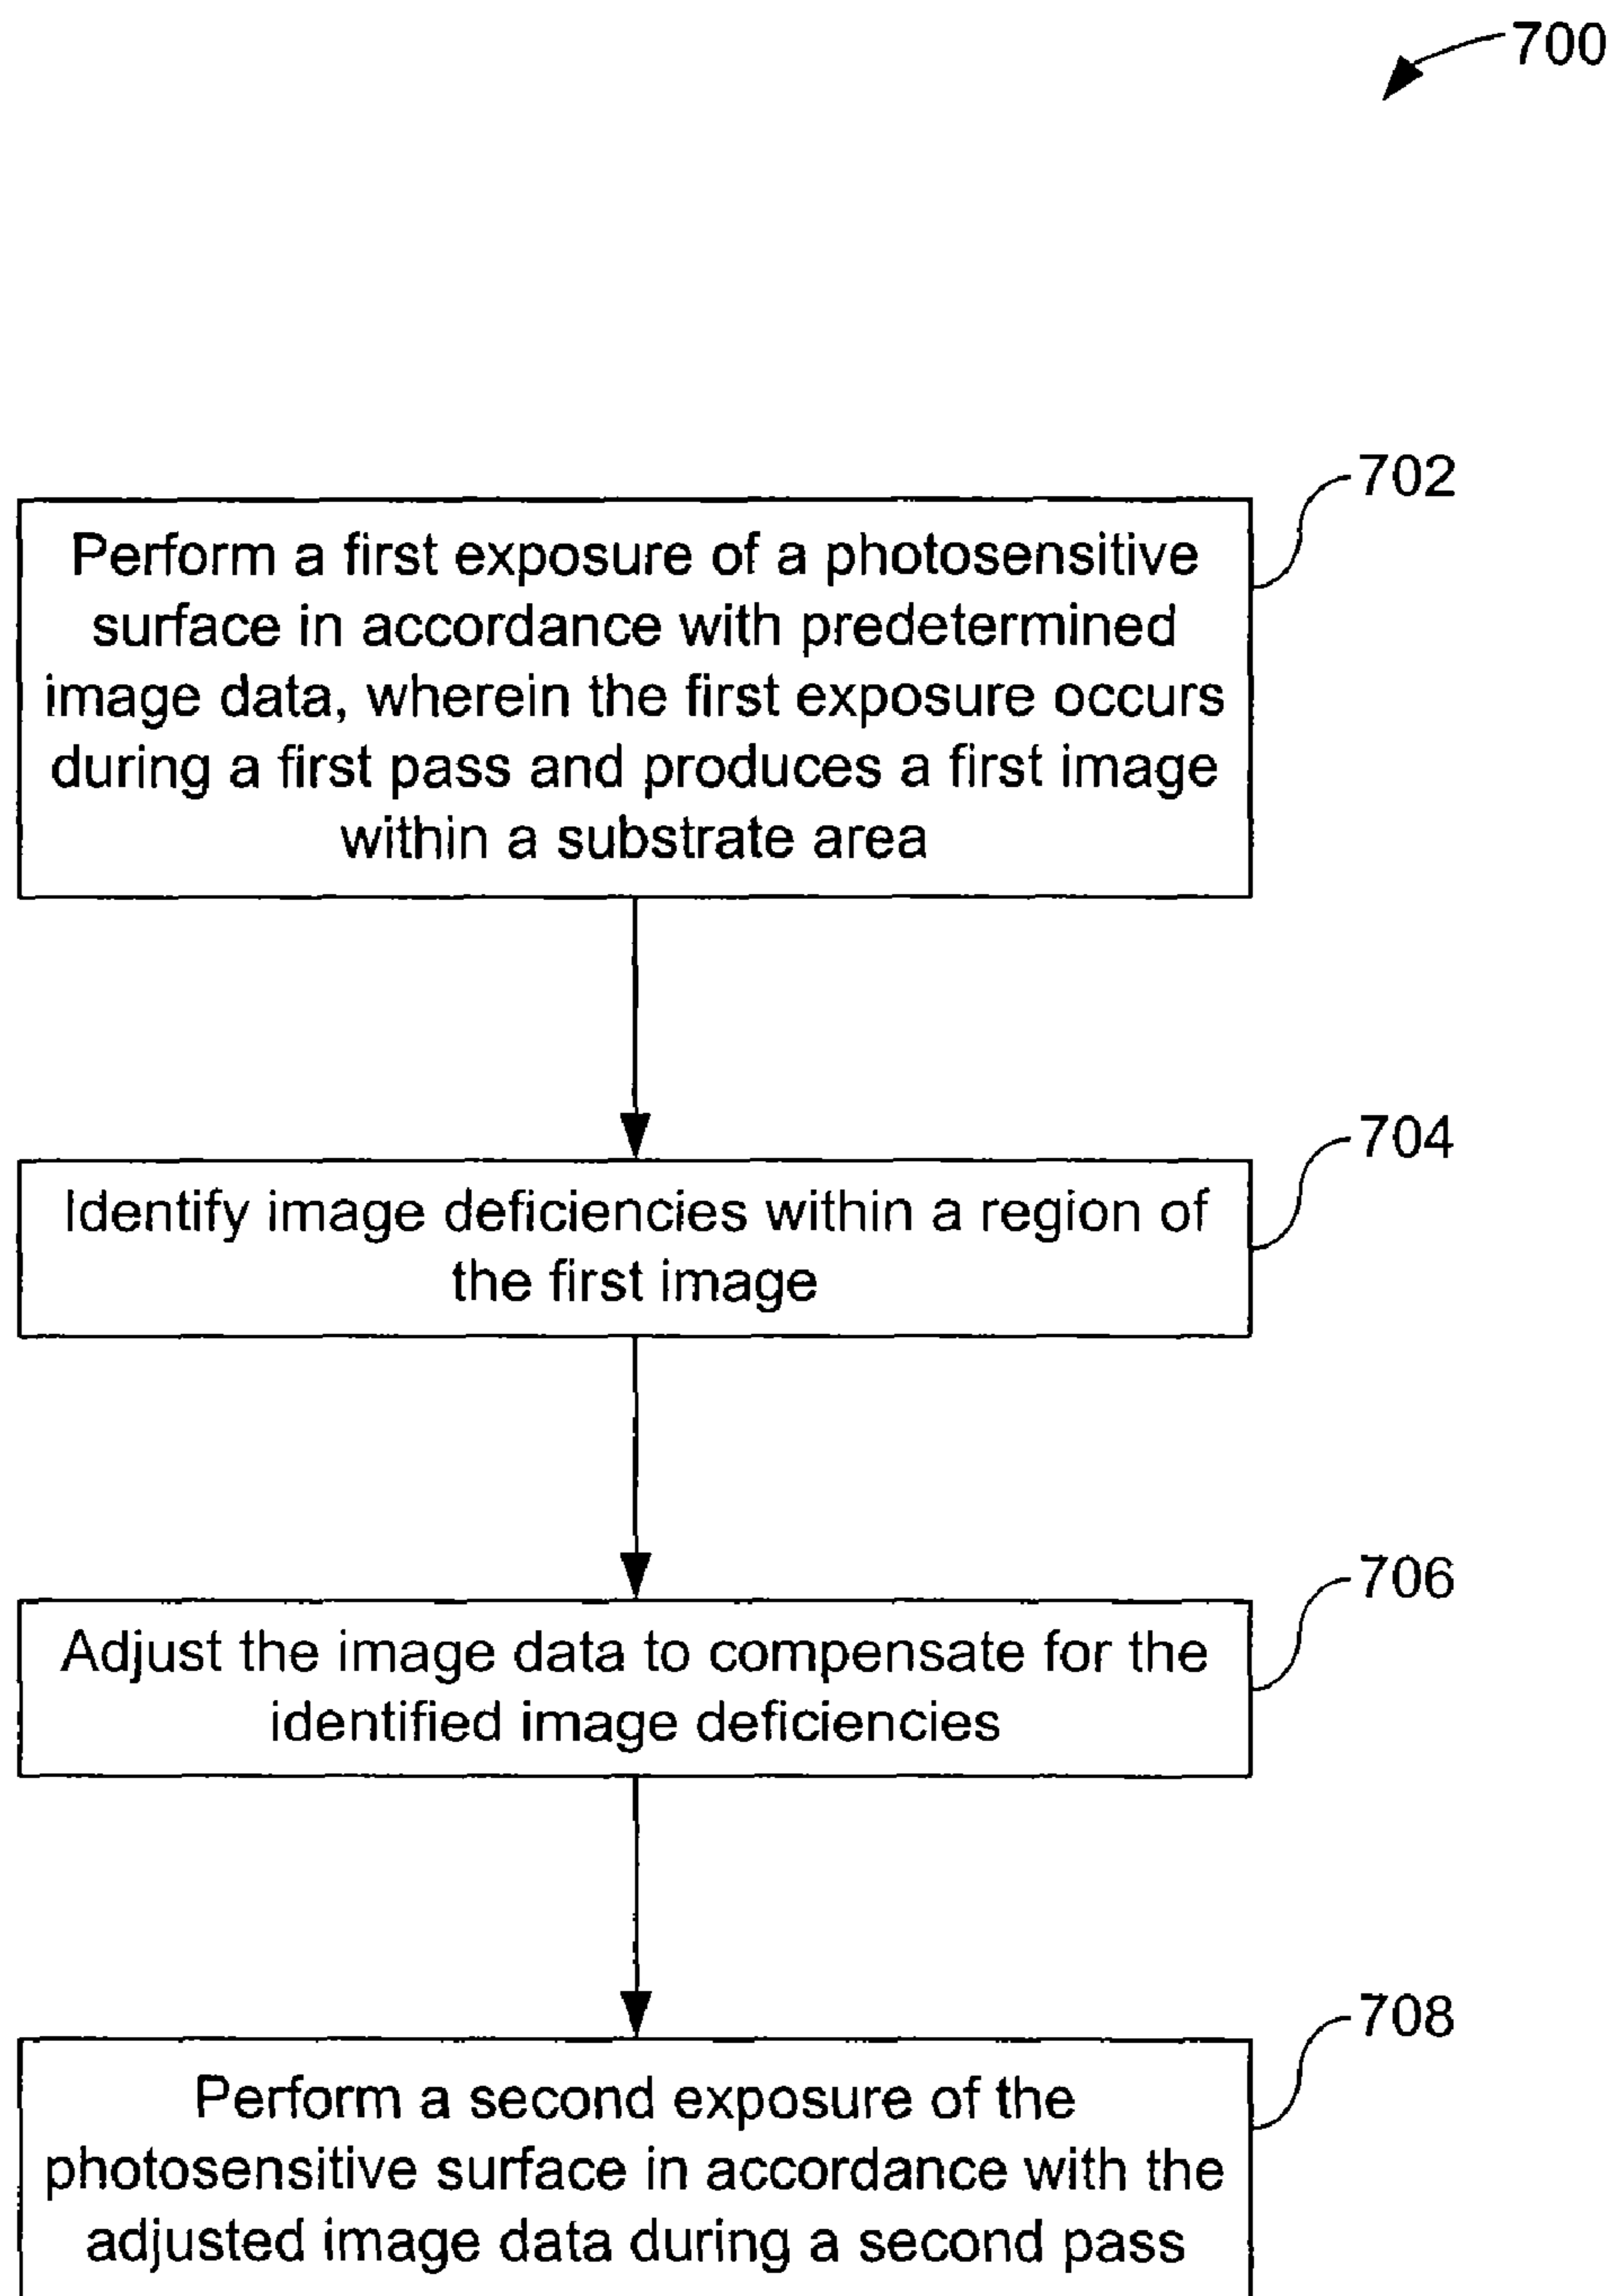 700
702
Perform a first exposure of a photosensitive
surface in accordance with predetermined
image data, wherein the first exposure occurs
during a first pass and produces a first image
within a substrate area
704
Identify image deficiencies within a region of
the first image
706
Adjust the image data to compensate for the
identified image deficiencies
708
Perform a second exposure of the
photosensitive surface in accordance with the
adjusted image data during a second pass